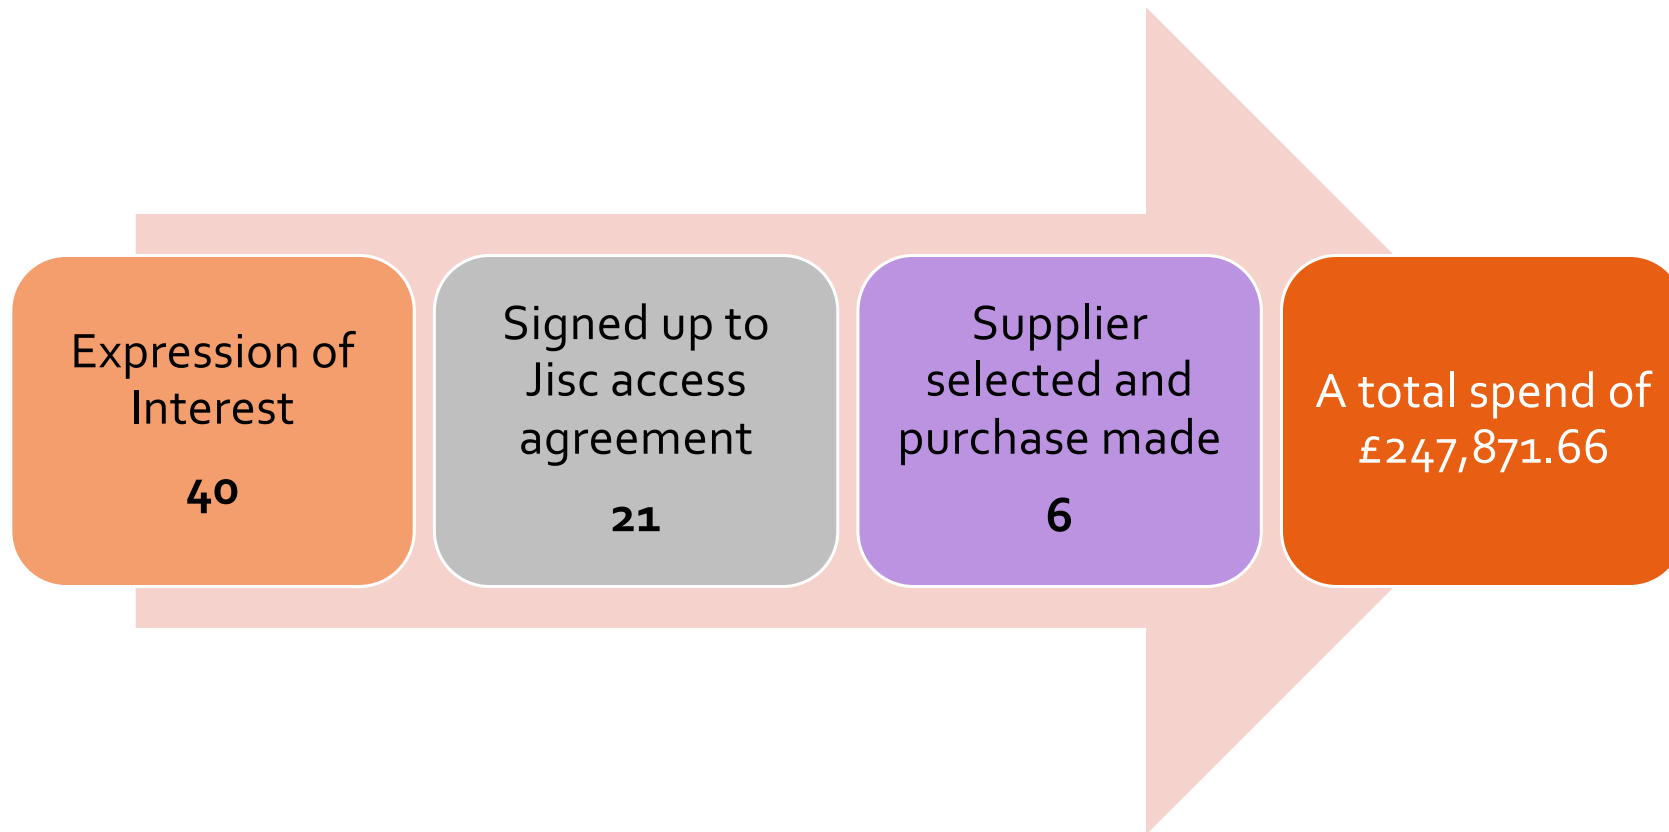 Expression of
Interest
40
Signed up to
Jisc access
agreement
21
Supplier
selected and
purchase made
6
A total spend of
£247,871.66